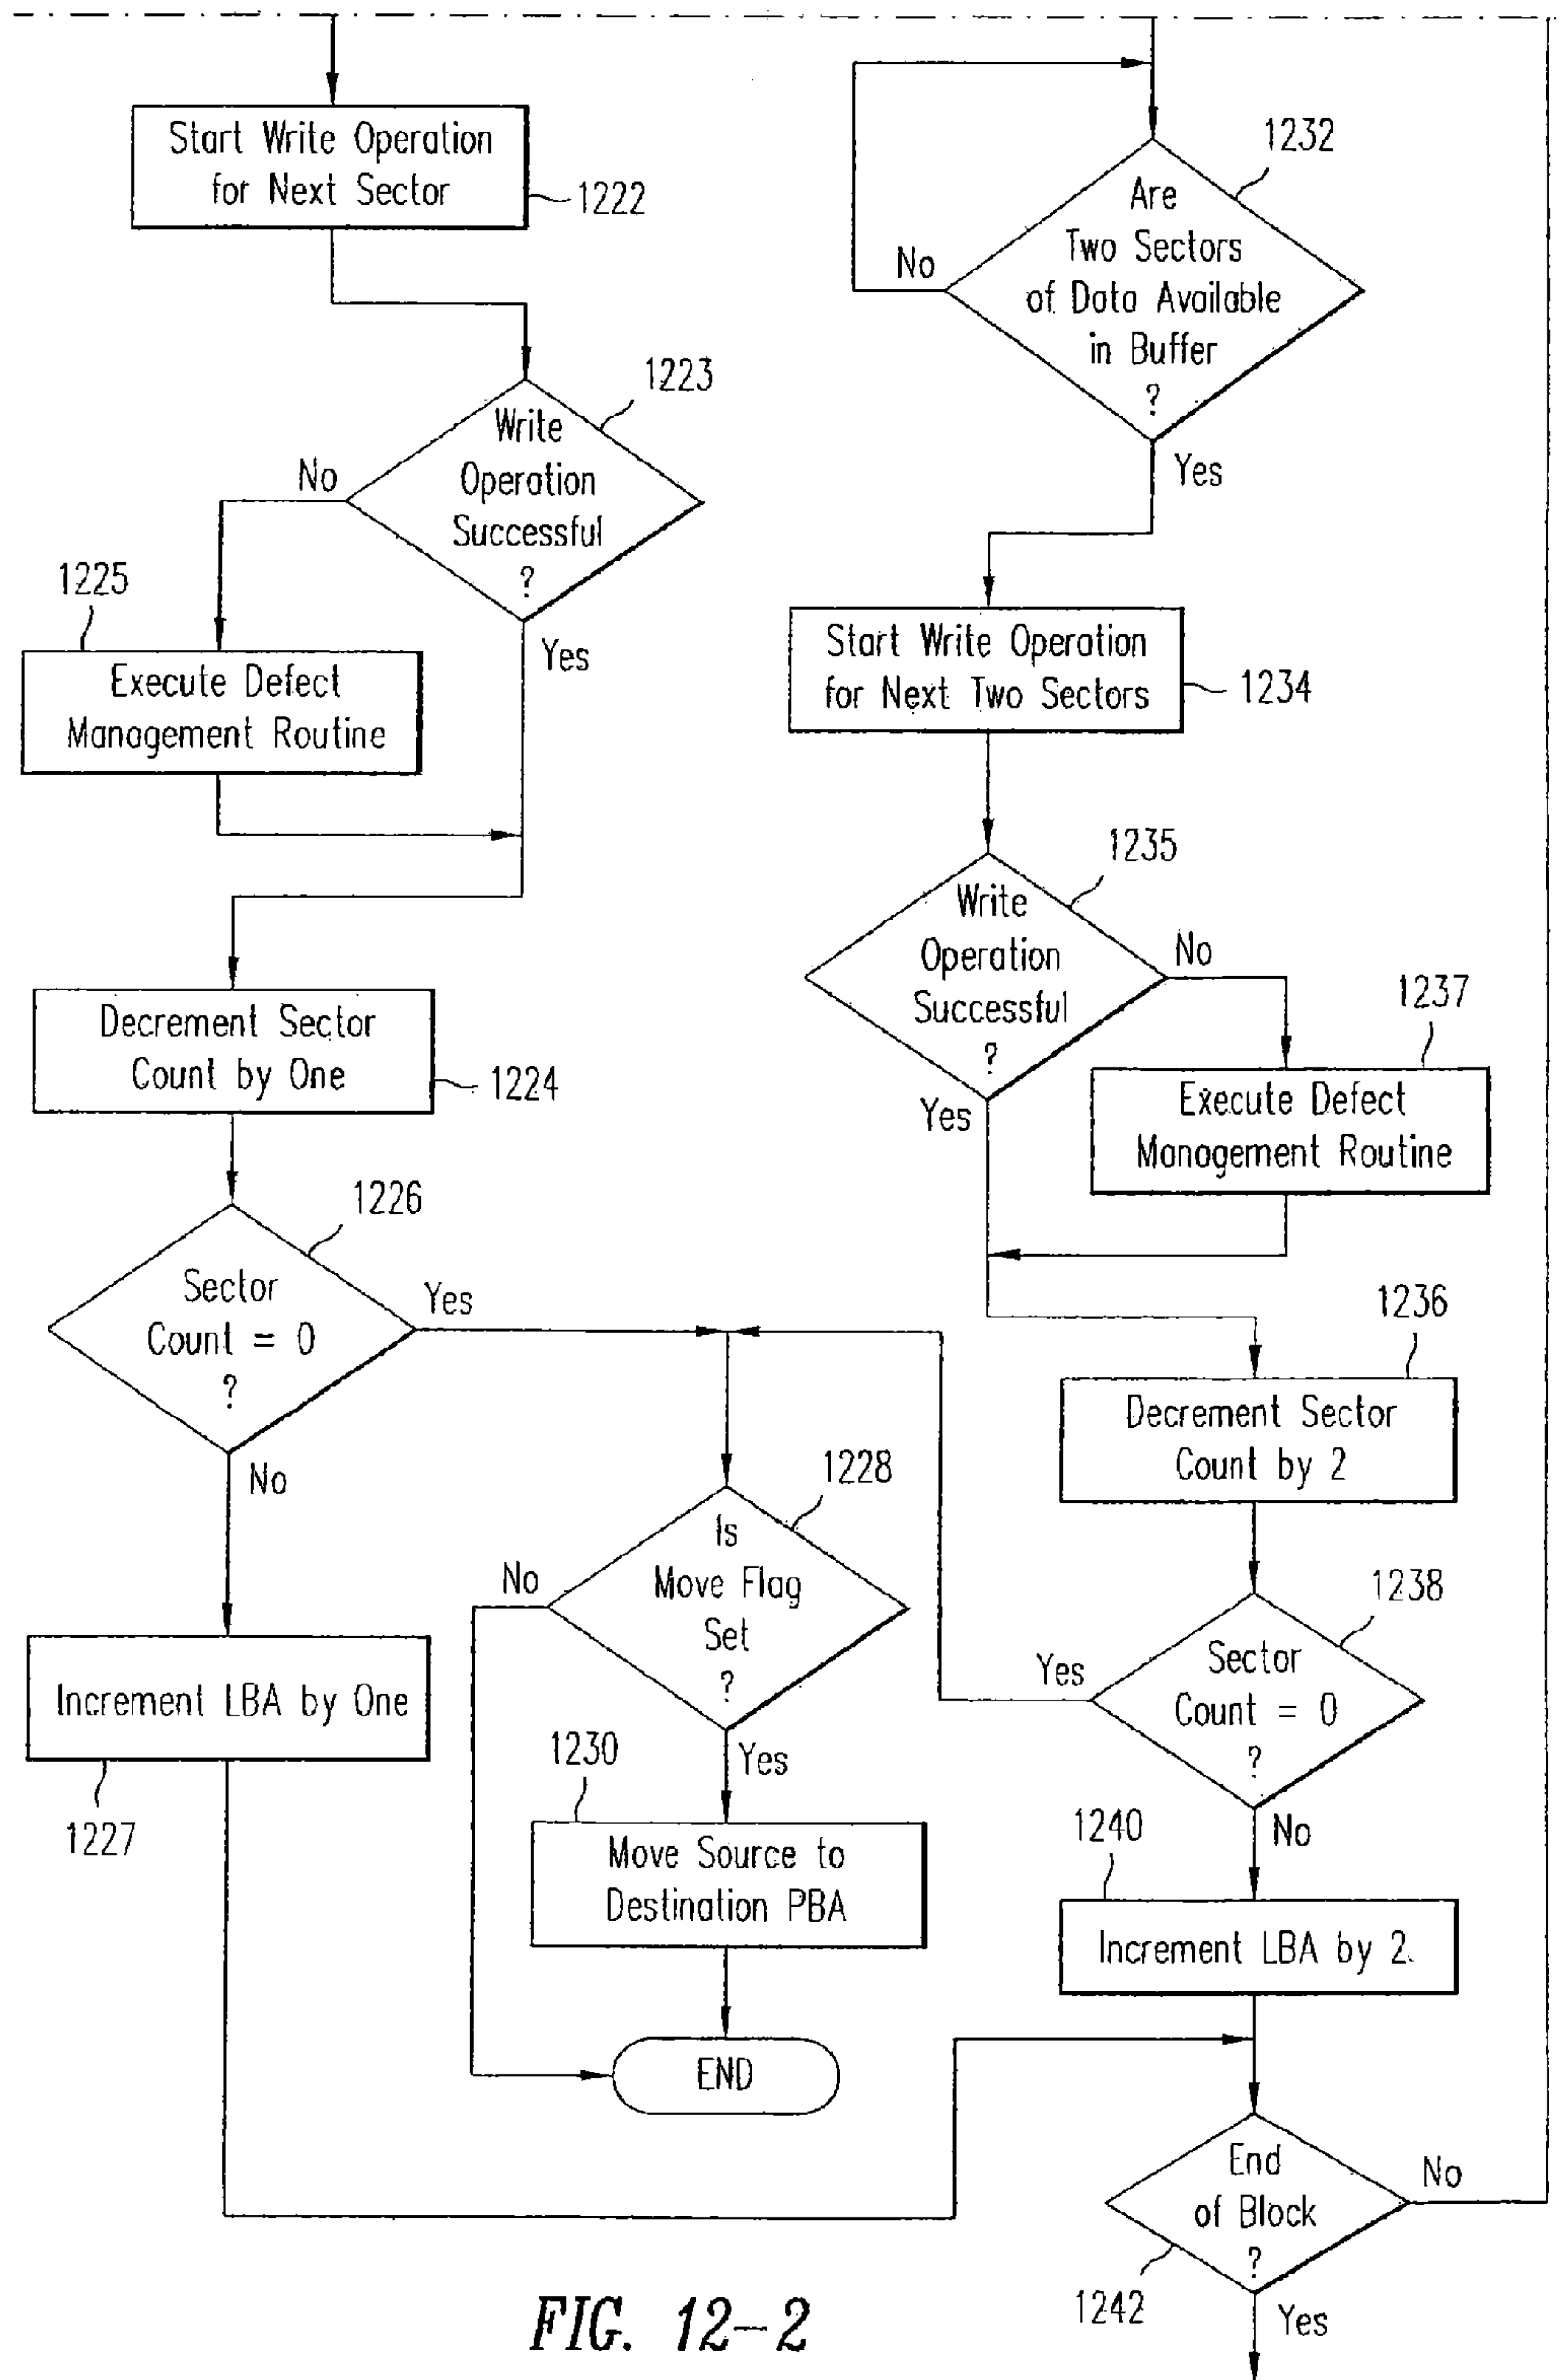 Start Write Operation
for Next Sector
1222
1223
Write
Operation
Successful
?
No
Yes
1225
Execute Defect
Management Routine
Decrement Sector
Count by One
1224
1226
Sector
Count = 0
?
Yes
No
Increment LBA by One
1227
1228
Is
Move Flag
Set
?
No
Yes
1230
Move Source to
Destination PBA
END
1232
Are
Two Sectors
of Data Available
in Buffer
?
No
Yes
Start Write Operation
for Next Two Sectors
1234
1235
Write
Operation
Successful
?
No
Yes
1237
Execute Defect
Management Routine
1236
Decrement Sector
Count by 2
1238
Sector
Count = 0
?
Yes
No
1240
Increment LBA by 2
End
of Block
?
No
1242
Yes
FIG. 12-2